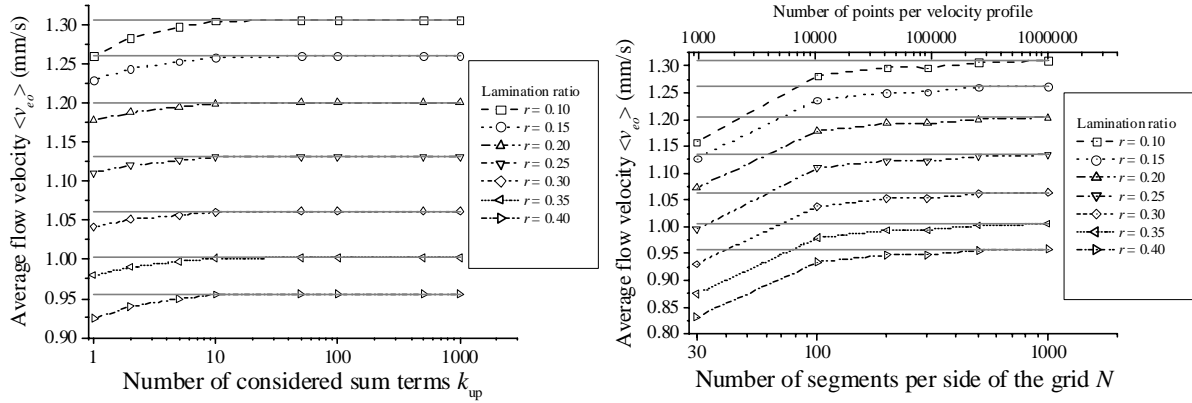 Average flow velocity <v_eo> (mm/s)
1.30
1.25
1.20
1.15
1.10
1.05
1.00
0.95
0.90
1 10 100 1000
Number of considered sum terms k_up
Lamination ratio
r = 0.10
r = 0.15
r = 0.20
r = 0.25
r = 0.30
r = 0.35
r = 0.40
Number of points per velocity profile
1000 10000 100000 1000000
Average flow velocity <v_eo> (mm/s)
1.30
1.25
1.20
1.15
1.10
1.05
1.00
0.95
0.90
0.85
0.80
30 100 1000
Number of segments per side of the grid N
Lamination ratio
r = 0.10
r = 0.15
r = 0.20
r = 0.25
r = 0.30
r = 0.35
r = 0.40